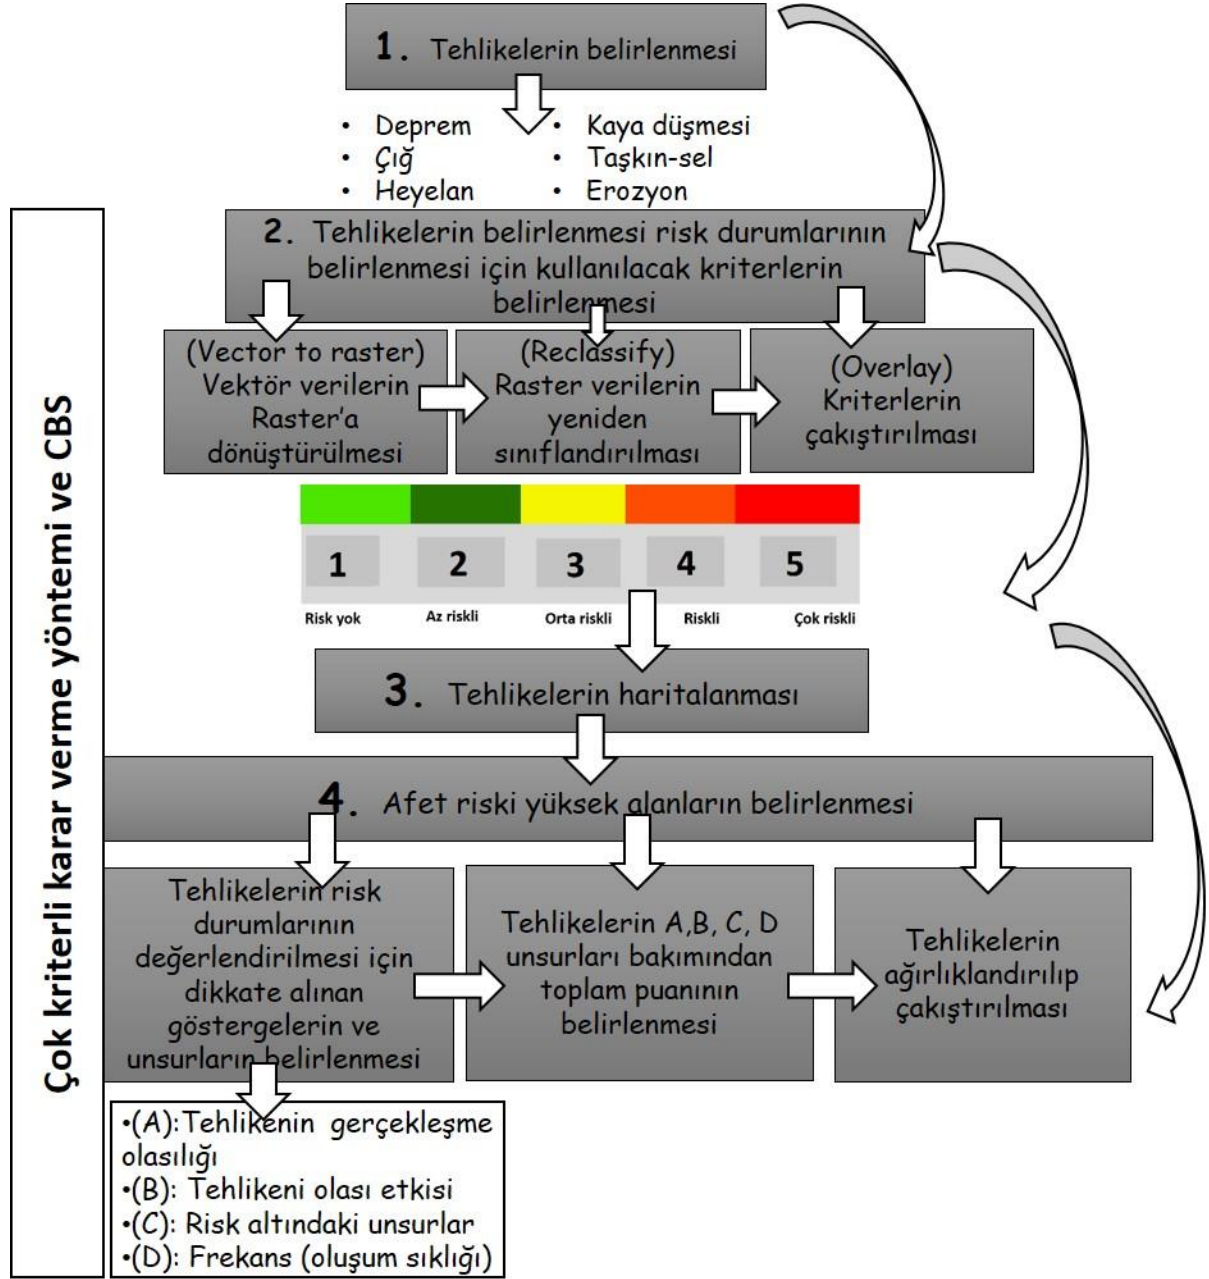 1. Tehlikelerin belirlenmesi
• Deprem
• Çığ
• Heyelan
• Kaya düşmesi
• Taşkın-sel
• Erozyon
Çok kriterli karar verme yöntemi ve CBS
2. Tehlikelerin belirlenmesi risk durumlarının
belirlenmesi için kullanılacak kriterlerin
belirlenmesi
(Vector to raster)
Vektör verilerin
Raster’a
dönüştürülmesi
(Reclassify)
Raster verilerin
yeniden
sınıflandırılması
(Overlay)
Kriterlerin
çakıştırılması
1 2 3 4 5
Risk yok Az riskli Orta riskli Riskli Çok riskli
3. Tehlikelerin haritalanması
4. Afet riski yüksek alanların belirlenmesi
Tehlikelerin risk
durumlarının
değerlendirilmesi için
dikkate alınan
göstergelerin ve
unsurların belirlenmesi
Tehlikelerin A,B, C, D
unsurları bakımından
toplam puanının
belirlenmesi
Tehlikelerin
ağırlıklandırılıp
çakıştırılması
•(A):Tehlikenin gerçekleşme
olasılığı
•(B): Tehlikeni olası etkisi
•(C): Risk altındaki unsurlar
•(D): Frekans (oluşum sıklığı)